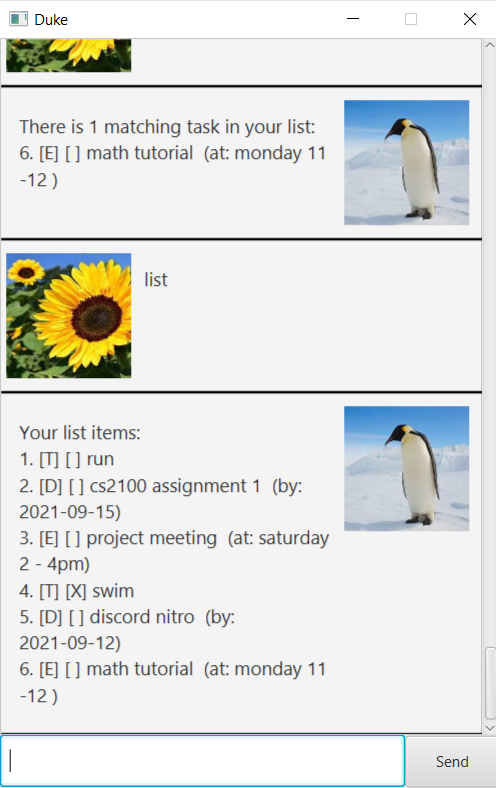 Duke
There is 1 matching task in your list:
6. [E] [ ] math tutorial  (at: monday 11
-12 )
list
Your list items:
1. [T] [ ] run
2. [D] [ ] cs2100 assignment 1  (by:
2021-09-15)
3. [E] [ ] project meeting  (at: saturday
2 - 4pm)
4. [T] [X] swim
5. [D] [ ] discord nitro  (by:
2021-09-12)
6. [E] [ ] math tutorial  (at: monday 11
-12 )
Send